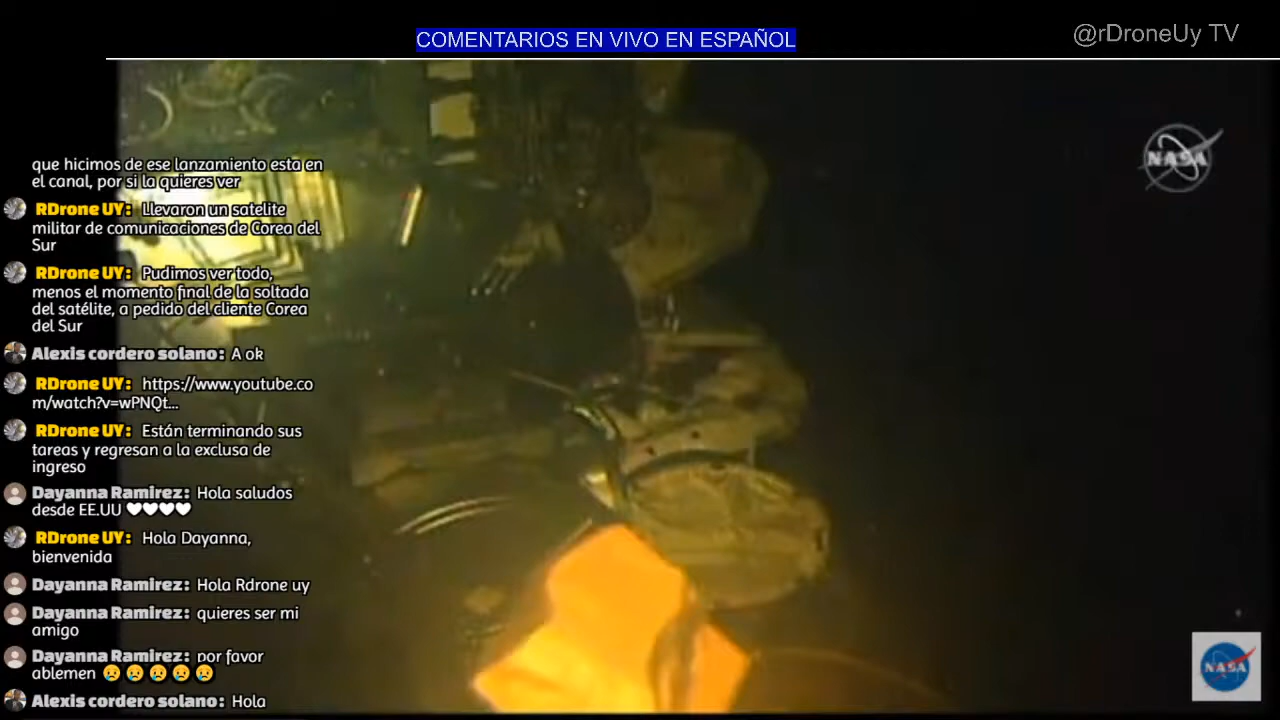 COMENTARIOS EN VIVO EN ESPAÑOL
@rDroneUy TV
NASA
que hicimos de ese lanzamiento esta en
el canal, por si la quieres ver
RDrone UY: Llevaron un satelite
militar de comunicaciones de Corea del
Sur
RDrone UY: Pudimos ver todo,
menos el momento final de la soltada
del satélite, a pedido del cliente Corea
del Sur
Alexis cordero solano: A ok
RDrone UY: https://www.youtube.co
m/watch?v=wPNQt...
RDrone UY: Están terminando sus
tareas y regresan a la exclusa de
ingreso
Dayanna Ramirez: Hola saludos
desde EE.UU 🤍🤍🤍🤍
RDrone UY: Hola Dayanna,
bienvenida
Dayanna Ramirez: Hola Rdrone uy
Dayanna Ramirez: quieres ser mi
amigo
Dayanna Ramirez: por favor
ablemen 😢😢😢😢😢
Alexis cordero solano: Hola
NASA